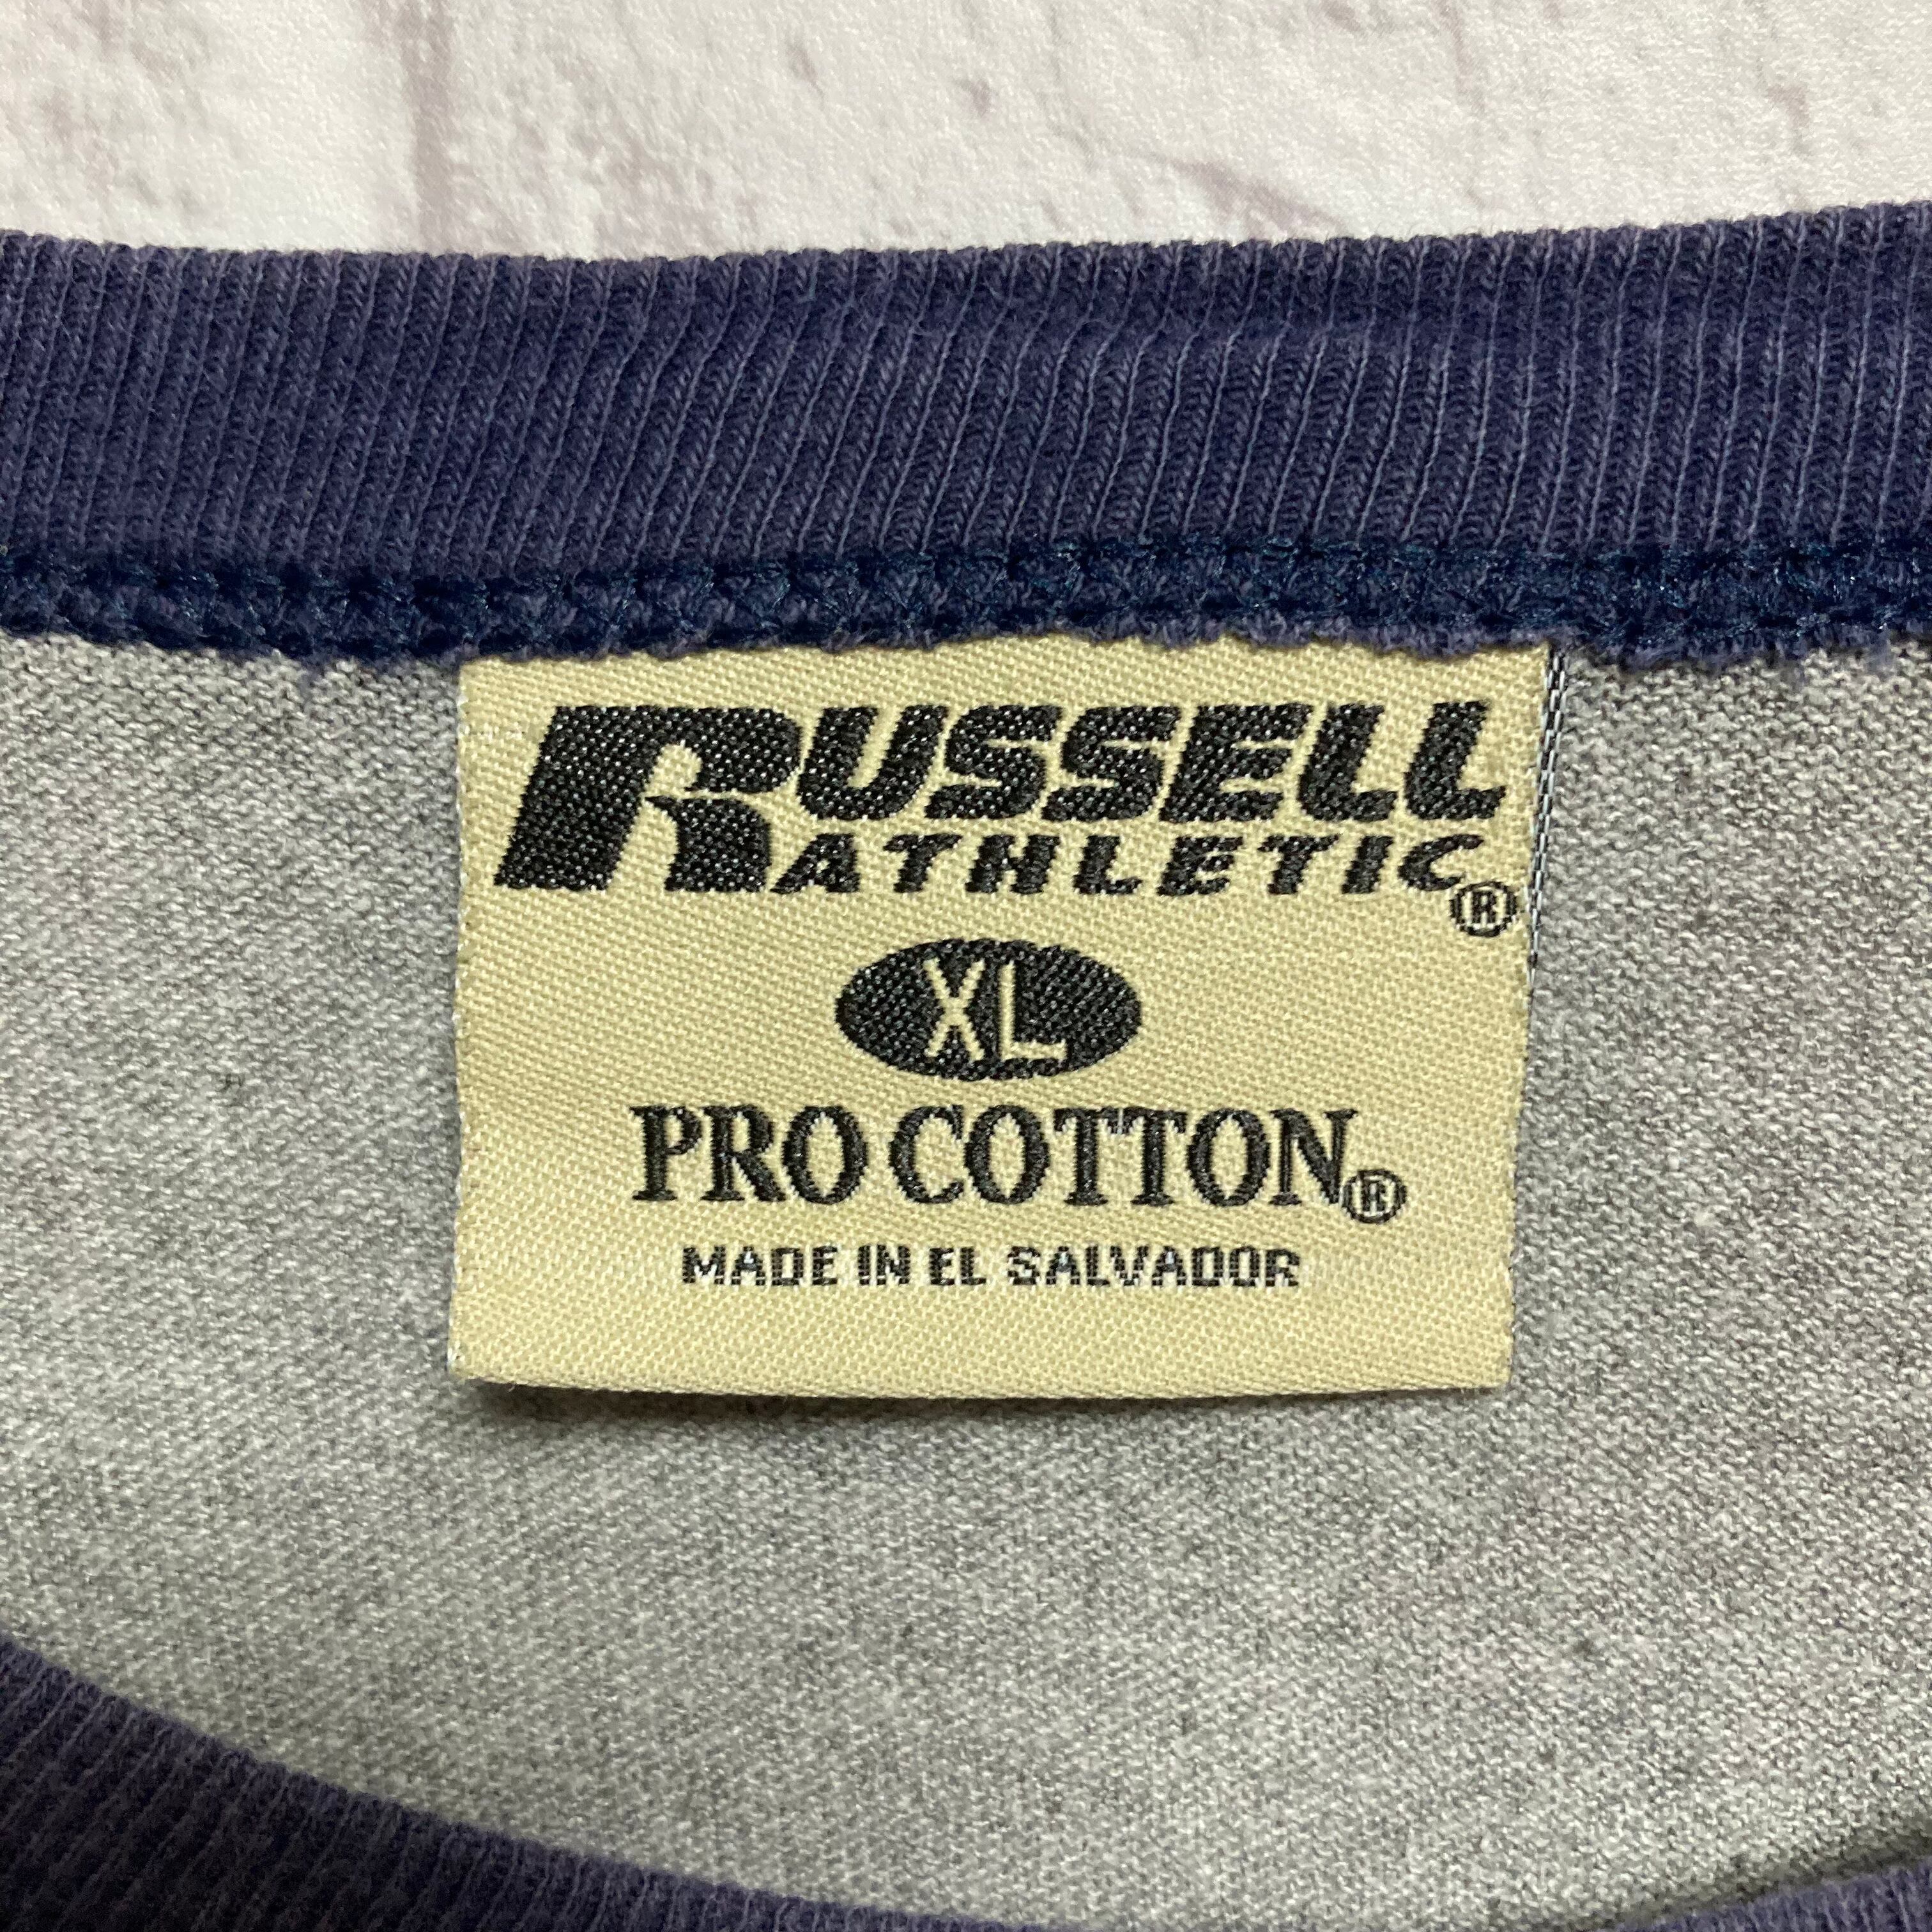 RUSSELL
ATHLETIC®
XL
PRO COTTON®
MADE IN EL SALVADOR